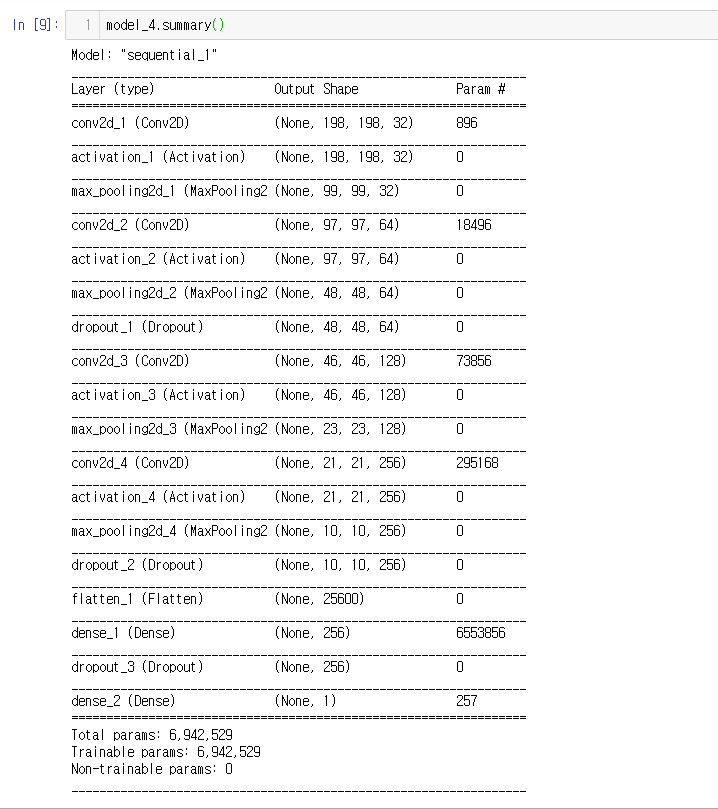 In [9]: 1 model_4.summary()
Model: "sequential_1"
_________________________________________________________________
Layer (type)                 Output Shape              Param #
=================================================================
conv2d_1 (Conv2D)            (None, 198, 198, 32)      896
_________________________________________________________________
activation_1 (Activation)    (None, 198, 198, 32)      0
_________________________________________________________________
max_pooling2d_1 (MaxPooling2 (None, 99, 99, 32)        0
_________________________________________________________________
conv2d_2 (Conv2D)            (None, 97, 97, 64)        18496
_________________________________________________________________
activation_2 (Activation)    (None, 97, 97, 64)        0
_________________________________________________________________
max_pooling2d_2 (MaxPooling2 (None, 48, 48, 64)        0
_________________________________________________________________
dropout_1 (Dropout)          (None, 48, 48, 64)        0
_________________________________________________________________
conv2d_3 (Conv2D)            (None, 46, 46, 128)       73856
_________________________________________________________________
activation_3 (Activation)    (None, 46, 46, 128)       0
_________________________________________________________________
max_pooling2d_3 (MaxPooling2 (None, 23, 23, 128)       0
_________________________________________________________________
conv2d_4 (Conv2D)            (None, 21, 21, 256)       295168
_________________________________________________________________
activation_4 (Activation)    (None, 21, 21, 256)       0
_________________________________________________________________
max_pooling2d_4 (MaxPooling2 (None, 10, 10, 256)       0
_________________________________________________________________
dropout_2 (Dropout)          (None, 10, 10, 256)       0
_________________________________________________________________
flatten_1 (Flatten)          (None, 25600)             0
_________________________________________________________________
dense_1 (Dense)              (None, 256)               6553856
_________________________________________________________________
dropout_3 (Dropout)          (None, 256)               0
_________________________________________________________________
dense_2 (Dense)              (None, 1)                 257
=================================================================
Total params: 6,942,529
Trainable params: 6,942,529
Non-trainable params: 0
_________________________________________________________________